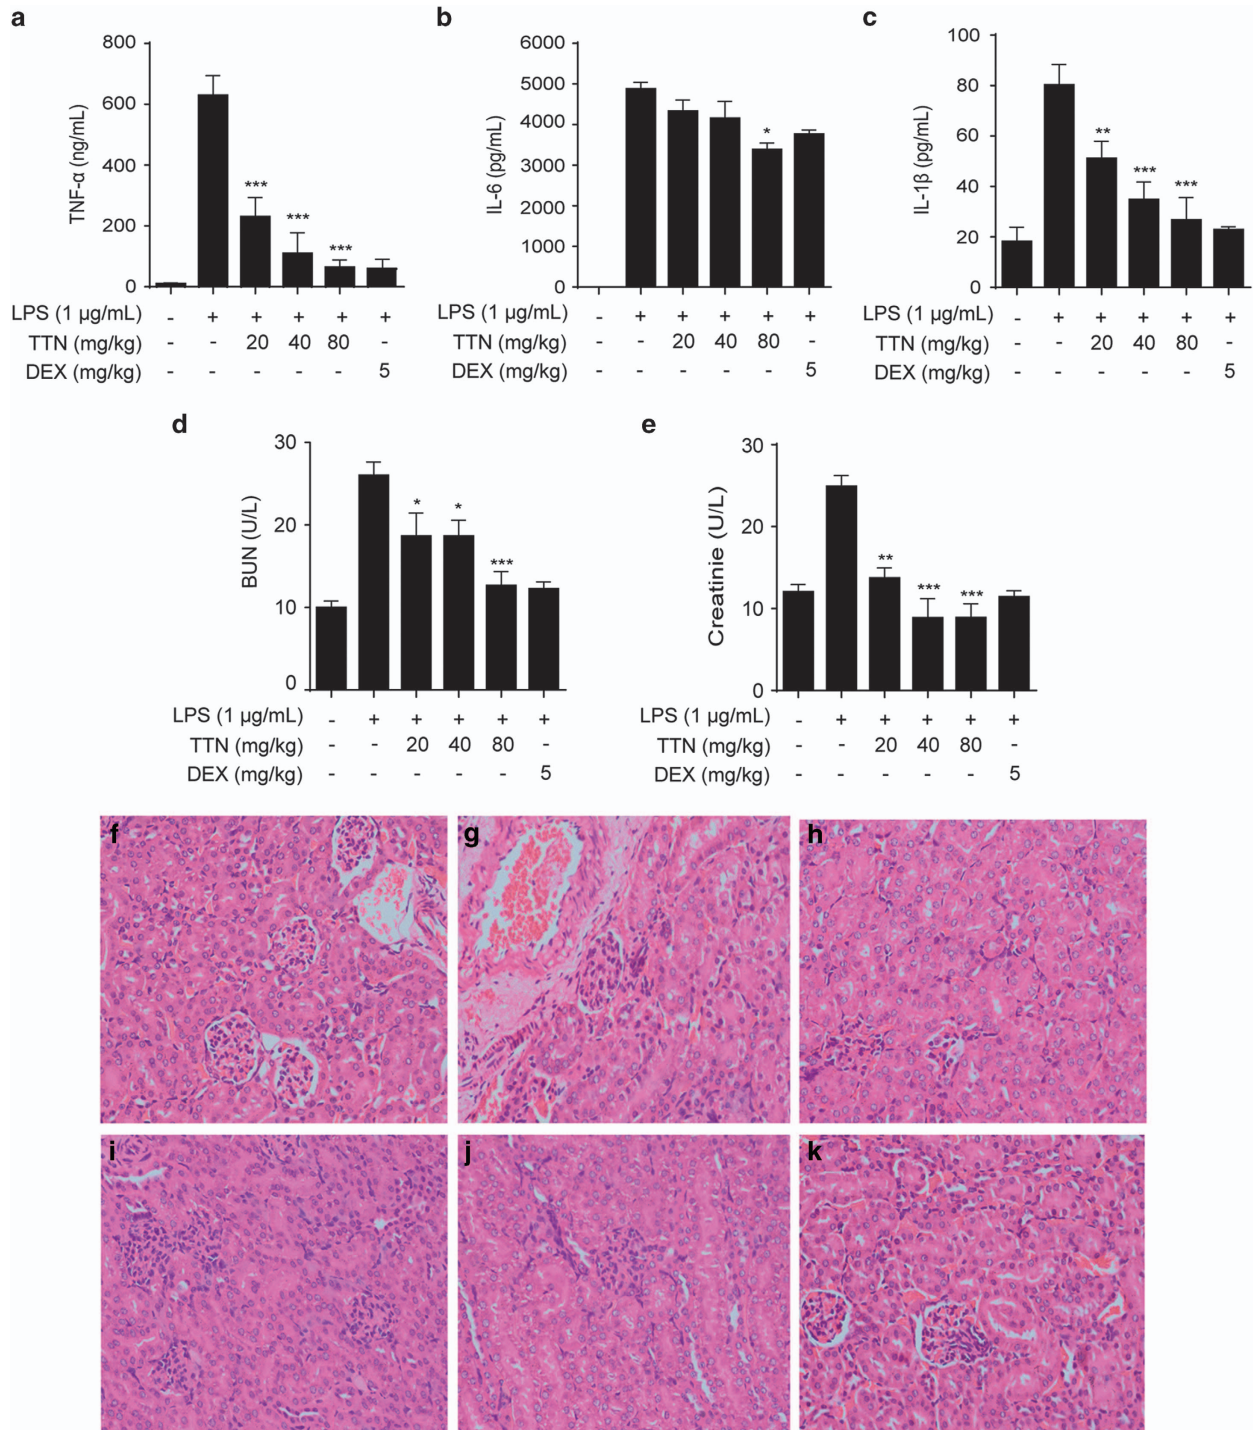 a
TNF-α (ng/mL)
800
600
400
200
0
***
***
***
LPS (1 µg/mL) - + + + + +
TTN (mg/kg) - - 20 40 80 -
DEX (mg/kg) - - - - - 5
b
IL-6 (pg/mL)
6000
5000
4000
3000
2000
1000
0
*
LPS (1 µg/mL) - + + + + +
TTN (mg/kg) - - 20 40 80 -
DEX (mg/kg) - - - - - 5
c
IL-1β (pg/mL)
100
80
60
40
20
0
**
***
***
LPS (1 µg/mL) - + + + + +
TTN (mg/kg) - - 20 40 80 -
DEX (mg/kg) - - - - - 5
d
BUN (U/L)
30
20
10
0
*
*
***
LPS (1 µg/mL) - + + + + +
TTN (mg/kg) - - 20 40 80 -
DEX (mg/kg) - - - - - 5
e
Creatinie (U/L)
30
20
10
0
**
***
***
LPS (1 µg/mL) - + + + + +
TTN (mg/kg) - - 20 40 80 -
DEX (mg/kg) - - - - - 5
f
g
h
i
j
k